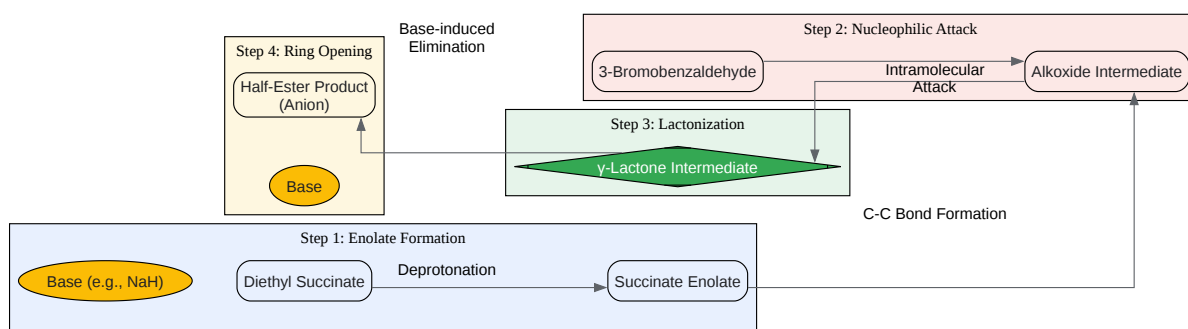 Base-induced
Elimination
Step 2: Nucleophilic Attack
Step 4: Ring Opening
3-Bromobenzaldehyde
Intramolecular
Attack
Alkoxide Intermediate
Half-Ester Product
(Anion)
Step 3: Lactonization
γ-Lactone Intermediate
Base
C-C Bond Formation
Step 1: Enolate Formation
Base (e.g., NaH)
Diethyl Succinate
Deprotonation
Succinate Enolate